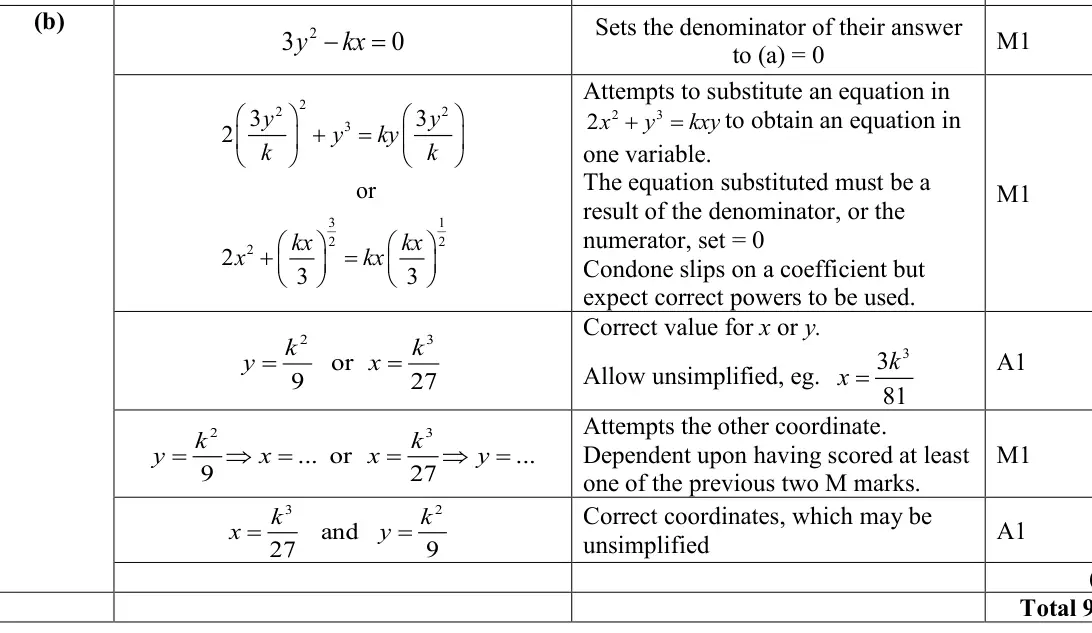 (b)
3y² − kx = 0
Sets the denominator of their answer
to (a) = 0
M1
2(3y²/k)² + y³ = ky(3y²/k)
or
2x² + (kx/3)^(3/2) = kx(kx/3)^(1/2)
Attempts to substitute an equation in
2x² + y³ = kxy to obtain an equation in
one variable.
The equation substituted must be a
result of the denominator, or the
numerator, set = 0
Condone slips on a coefficient but
expect correct powers to be used.
M1
y = k²/9 or x = k³/27
Correct value for x or y.
Allow unsimplified, eg. x = 3k³/81
A1
y = k²/9 ⇒ x = ... or x = k³/27 ⇒ y = ...
Attempts the other coordinate.
Dependent upon having scored at least
one of the previous two M marks.
M1
x = k³/27 and y = k²/9
Correct coordinates, which may be
unsimplified
A1
(
Total 9